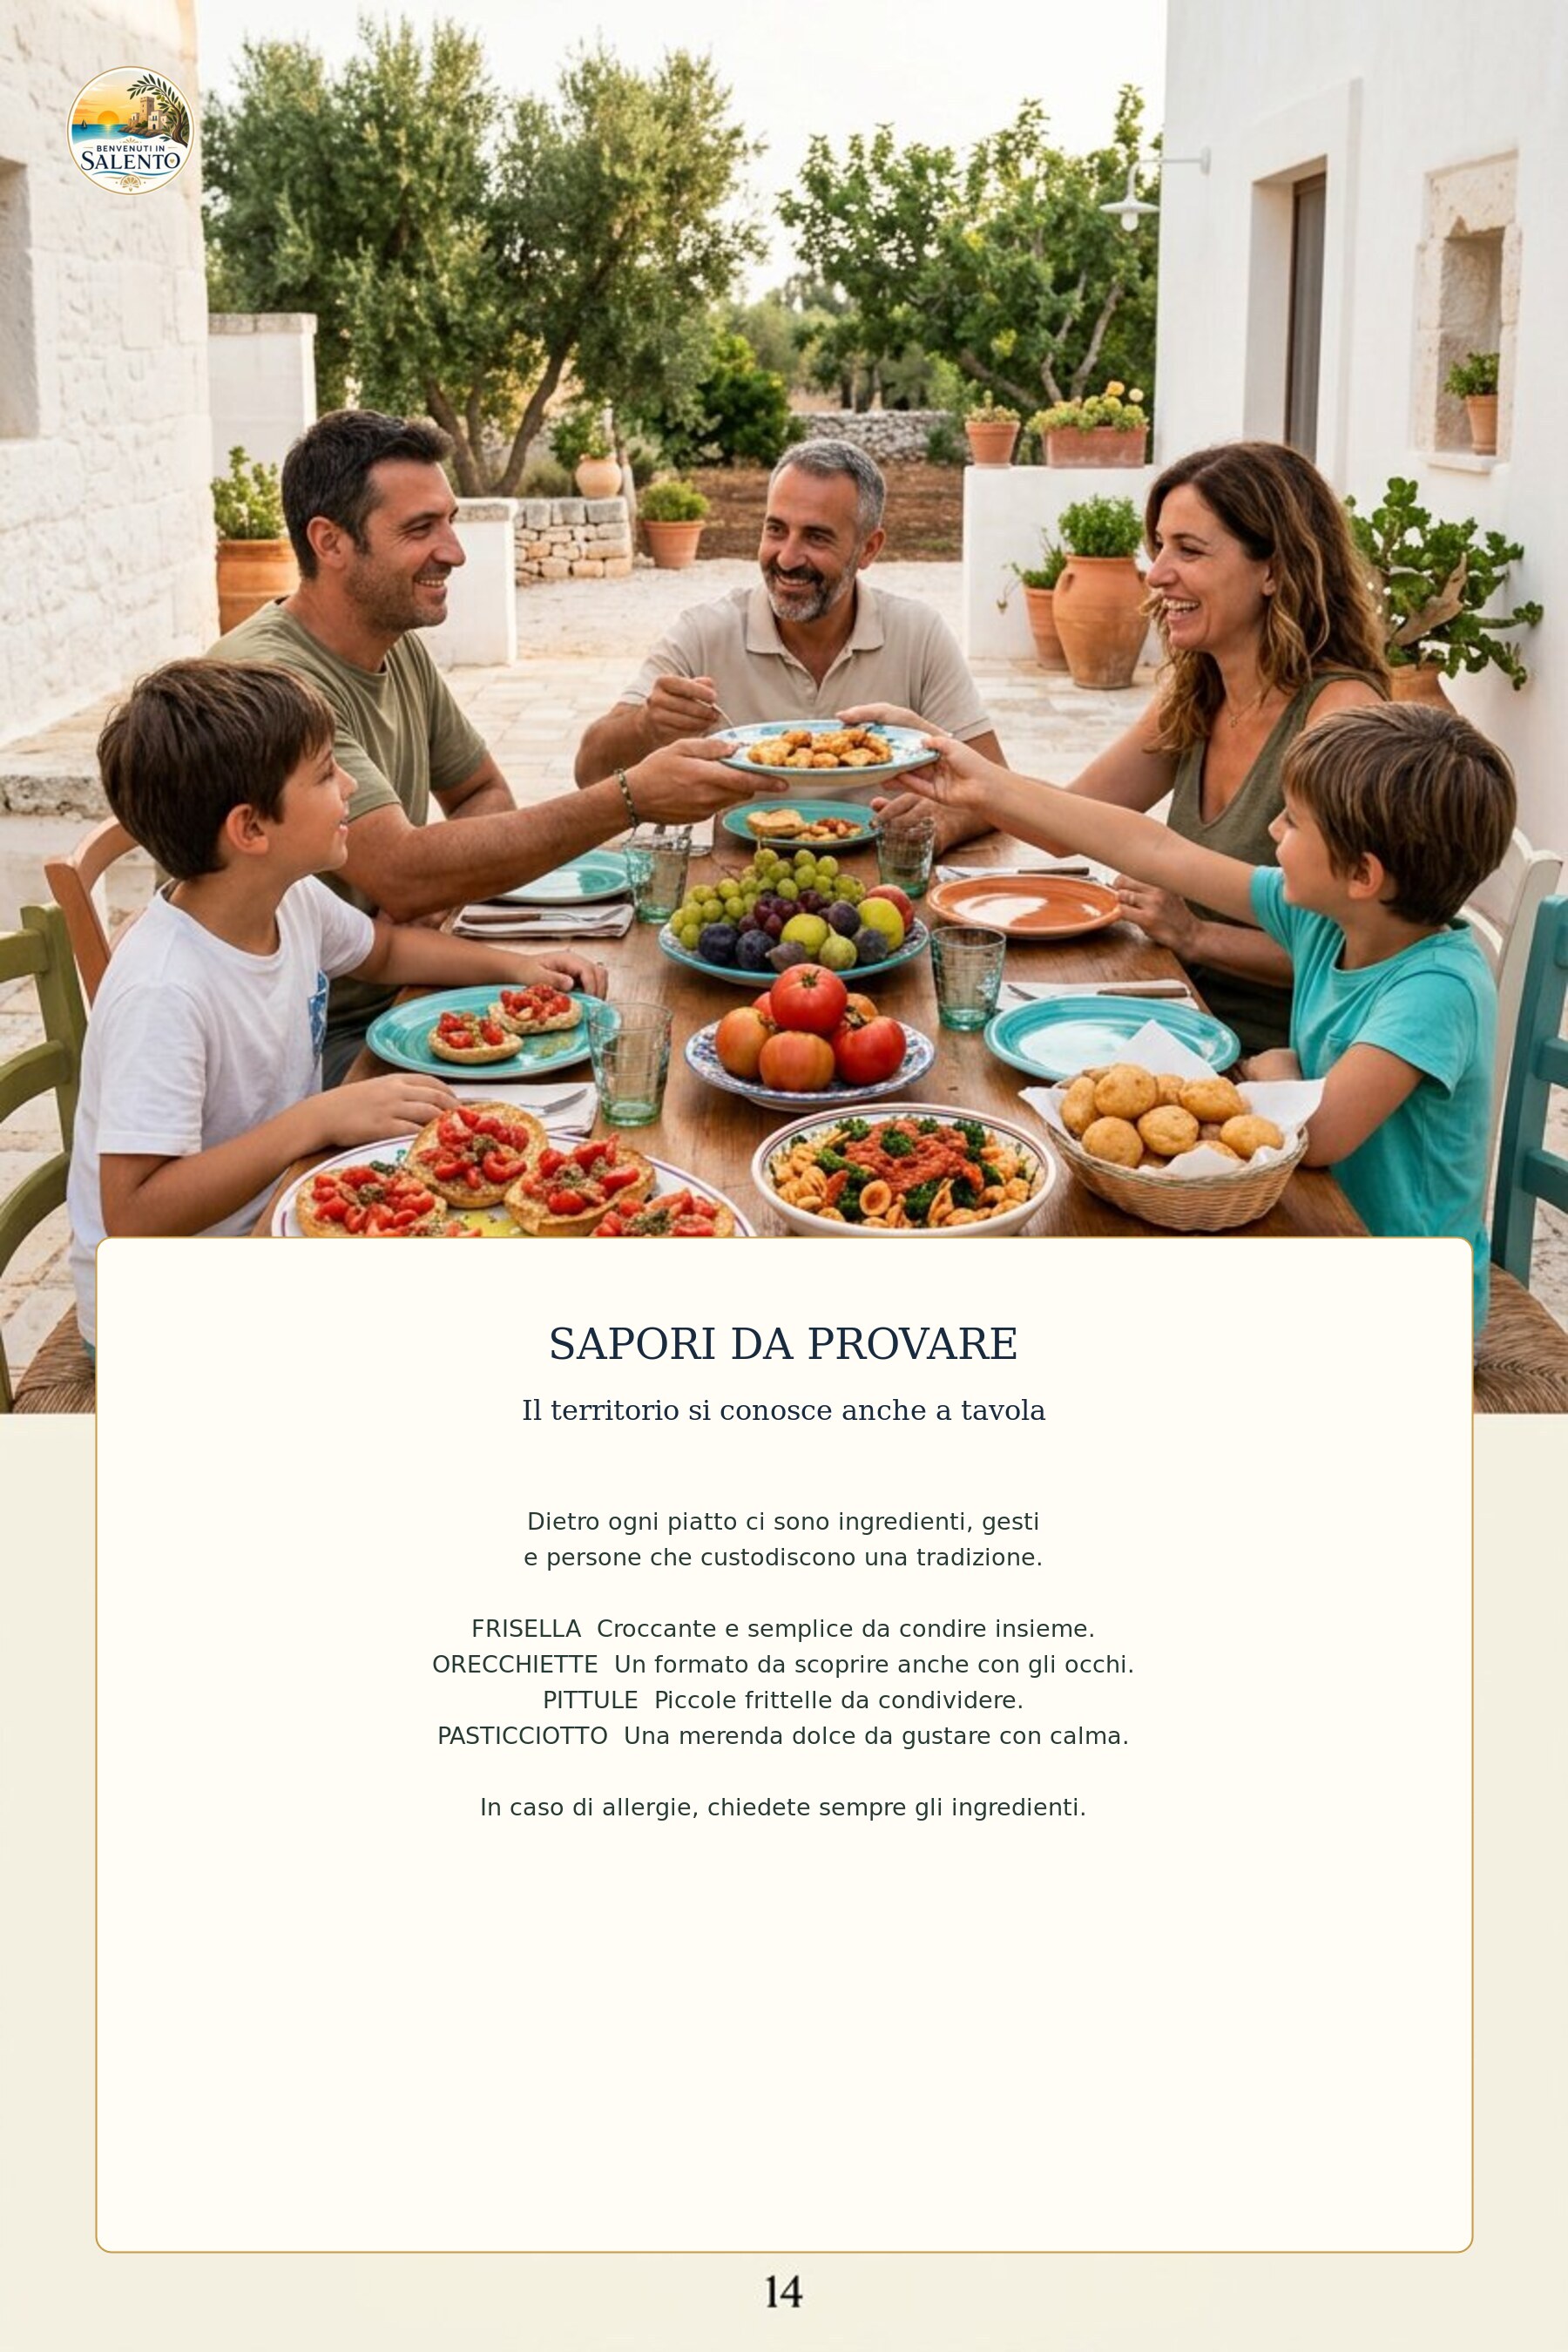 BENVENUTI IN
SALENTO
SAPORI DA PROVARE
Il territorio si conosce anche a tavola
Dietro ogni piatto ci sono ingredienti, gesti
e persone che custodiscono una tradizione.
FRISELLA  Croccante e semplice da condire insieme.
ORECCHIETTE  Un formato da scoprire anche con gli occhi.
PITTULE  Piccole frittelle da condividere.
PASTICCIOTTO  Una merenda dolce da gustare con calma.
In caso di allergie, chiedete sempre gli ingredienti.
14